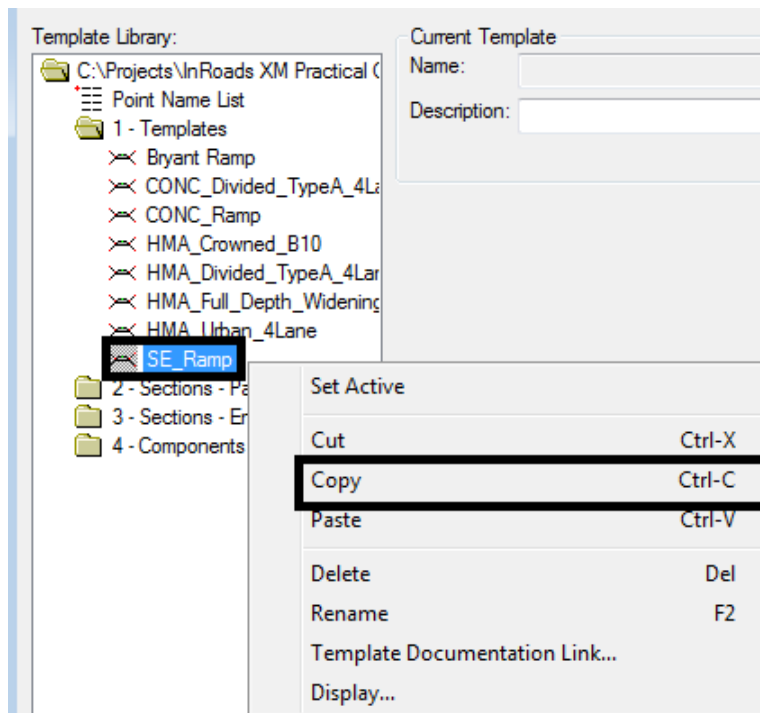 Template Library:
C:\Projects\InRoads XM Practical (
Point Name List
1 - Templates
Bryant Ramp
CONC_Divided_TypeA_4La
CONC_Ramp
HMA_Crowned_B10
HMA_Divided_TypeA_4Lan
HMA_Full_Depth_Widening
HMA_Urban_4Lane
SE_Ramp
2 - Sections - Pa
3 - Sections - En
4 - Components
Current Template
Name:
Description:
Set Active
Cut Ctrl-X
Copy Ctrl-C
Paste Ctrl-V
Delete Del
Rename F2
Template Documentation Link...
Display...